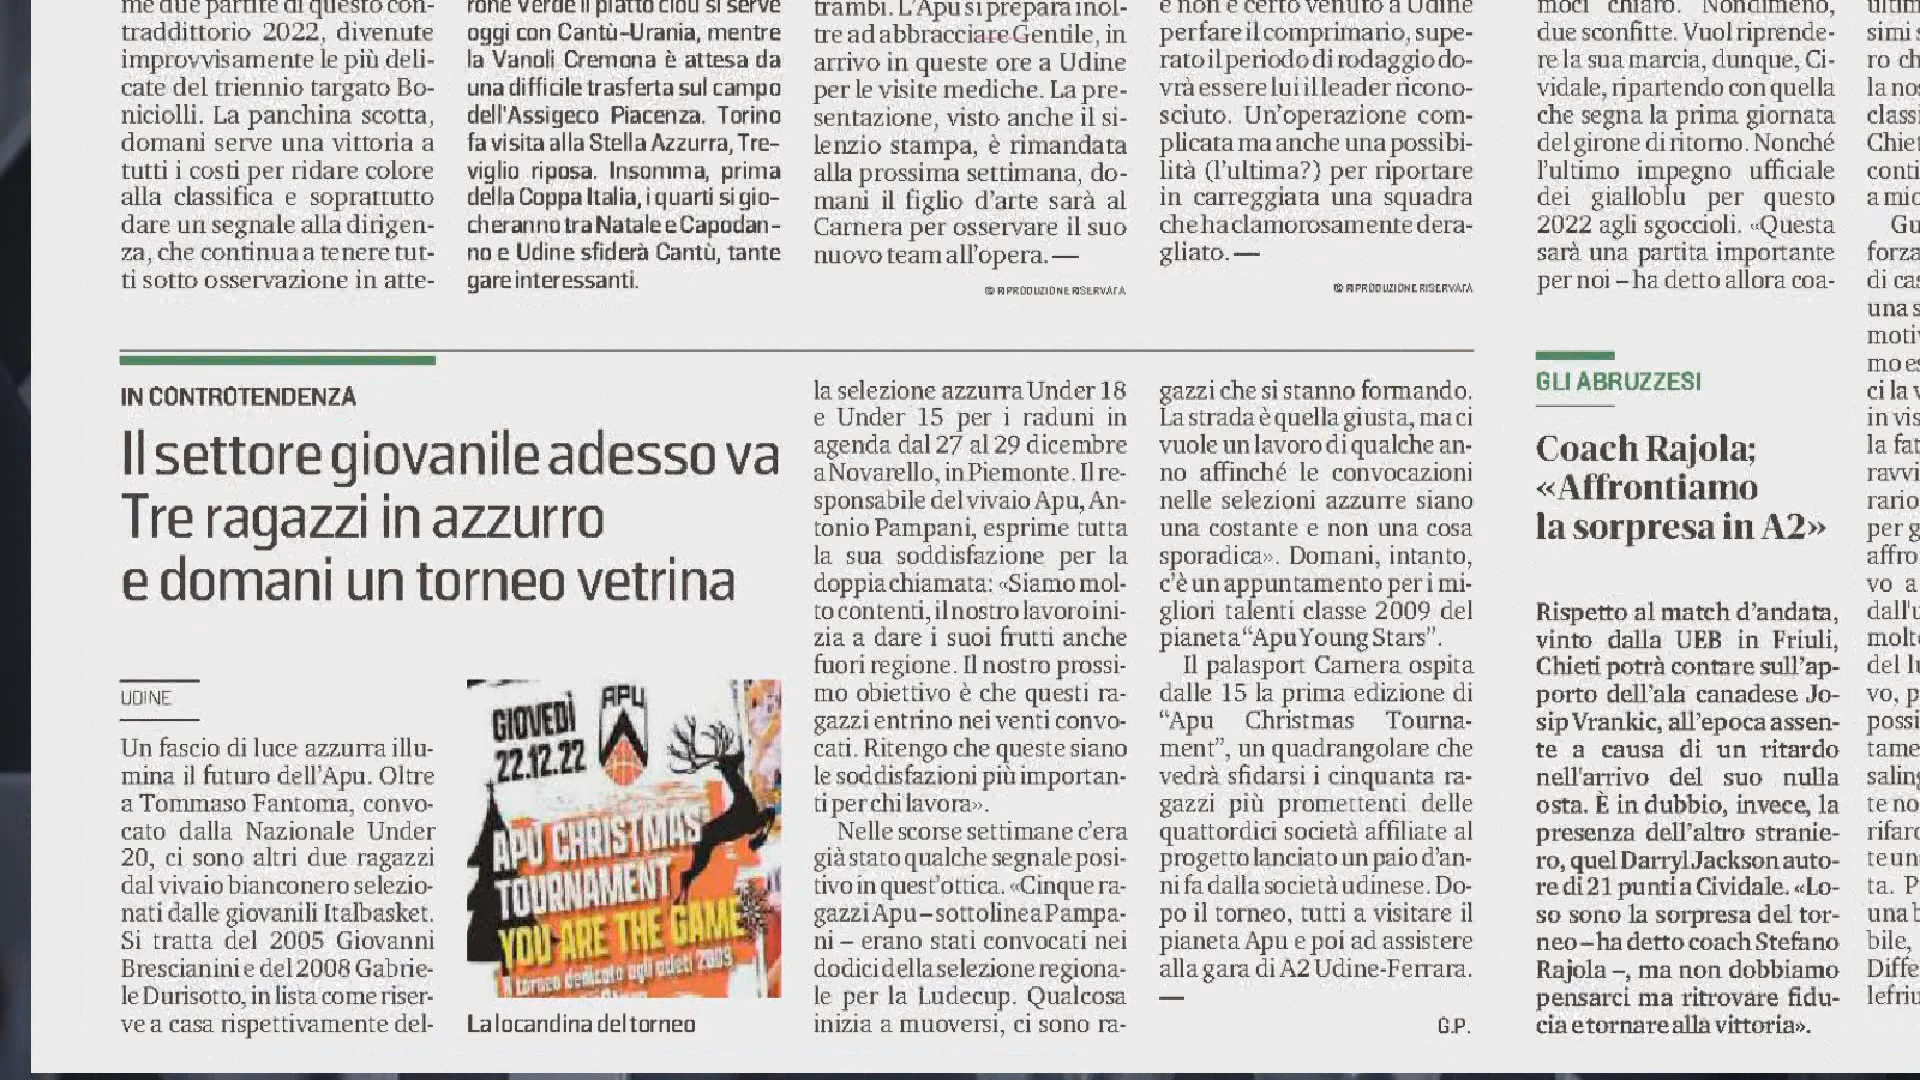 me due partite di questo con-
traddittorio 2022, divenute
improvvisamente le più deli-
cate del triennio targato Bo-
niciolli. La panchina scotta,
domani serve una vittoria a
tutti i costi per ridare colore
alla classifica e soprattutto
dare un segnale alla dirigen-
za, che continua a tenere tut-
ti sotto osservazione in atte-
rone Verde il piatto clou si serve
oggi con Cantù-Urania, mentre
la Vanoli Cremona è attesa da
una difficile trasferta sul campo
dell'Assigeco Piacenza. Torino
fa visita alla Stella Azzurra, Tre-
viglio riposa. Insomma, prima
della Coppa Italia, i quarti si gio-
cheranno tra Natale e Capodan-
no e Udine sfiderà Cantù, tante
gare interessanti.
trambi. L'Apu si prepara inol-
tre ad abbracciare Gentile, in
arrivo in queste ore a Udine
per le visite mediche. La pre-
sentazione, visto anche il si-
lenzio stampa, è rimandata
alla prossima settimana, do-
mani il figlio d'arte sarà al
Carnera per osservare il suo
nuovo team all'opera. —
© RIPRODUZIONE RISERVATA
e non è certo venuto a Udine
per fare il comprimario, supe-
rato il periodo di rodaggio do-
vrà essere lui il leader ricono-
sciuto. Un'operazione com-
plicata ma anche una possibi-
lità (l'ultima?) per riportare
in carreggiata una squadra
che ha clamorosamente dera-
gliato. —
© RIPRODUZIONE RISERVATA
moci chiaro. Nondimeno,
due sconfitte. Vuol riprende-
re la sua marcia, dunque, Ci-
vidale, ripartendo con quella
che segna la prima giornata
del girone di ritorno. Nonché
l'ultimo impegno ufficiale
dei gialloblu per questo
2022 agli sgoccioli. «Questa
sarà una partita importante
per noi – ha detto allora coa-
IN CONTROTENDENZA
Il settore giovanile adesso va
Tre ragazzi in azzurro
e domani un torneo vetrina
UDINE
Un fascio di luce azzurra illu-
mina il futuro dell'Apu. Oltre
a Tommaso Fantoma, convo-
cato dalla Nazionale Under
20, ci sono altri due ragazzi
dal vivaio bianconero selezio-
nati dalle giovanili Italbasket.
Si tratta del 2005 Giovanni
Brescianini e del 2008 Gabrie-
le Durisotto, in lista come riser-
ve a casa rispettivamente del-
GIOVEDÌ
22.12.22
APU
APU CHRISTMAS
TOURNAMENT
YOU ARE THE GAME
La locandina del torneo
la selezione azzurra Under 18
e Under 15 per i raduni in
agenda dal 27 al 29 dicembre
a Novarello, in Piemonte. Il re-
sponsabile del vivaio Apu, An-
tonio Pampani, esprime tutta
la sua soddisfazione per la
doppia chiamata: «Siamo mol-
to contenti, il nostro lavoro ini-
zia a dare i suoi frutti anche
fuori regione. Il nostro prossi-
mo obiettivo è che questi ra-
gazzi entrino nei venti convo-
cati. Ritengo che queste siano
le soddisfazioni più importan-
ti per chi lavora».
Nelle scorse settimane c'era
già stato qualche segnale posi-
tivo in quest'ottica. «Cinque ra-
gazzi Apu – sottolinea Pampa-
ni – erano stati convocati nei
dodici della selezione regiona-
le per la Ludecup. Qualcosa
inizia a muoversi, ci sono ra-
gazzi che si stanno formando.
La strada è quella giusta, ma ci
vuole un lavoro di qualche an-
no affinché le convocazioni
nelle selezioni azzurre siano
una costante e non una cosa
sporadica». Domani, intanto,
c'è un appuntamento per i mi-
gliori talenti classe 2009 del
pianeta “Apu Young Stars”.
Il palasport Carnera ospita
dalle 15 la prima edizione di
“Apu Christmas Tourna-
ment”, un quadrangolare che
vedrà sfidarsi i cinquanta ra-
gazzi più promettenti delle
quattordici società affiliate al
progetto lanciato un paio d'an-
ni fa dalla società udinese. Do-
po il torneo, tutti a visitare il
pianeta Apu e poi ad assistere
alla gara di A2 Udine-Ferrara.
—
G.P.
GLI ABRUZZESI
Coach Rajola;
«Affrontiamo
la sorpresa in A2»
Rispetto al match d'andata,
vinto dalla UEB in Friuli,
Chieti potrà contare sull'ap-
porto dell'ala canadese Jo-
sip Vrankic, all'epoca assen-
te a causa di un ritardo
nell'arrivo del suo nulla
osta. È in dubbio, invece, la
presenza dell'altro stranie-
ro, quel Darryl Jackson auto-
re di 21 punti a Cividale. «Lo-
so sono la sorpresa del tor-
neo – ha detto coach Stefano
Rajola –, ma non dobbiamo
pensarci ma ritrovare fidu-
cia e tornare alla vittoria».